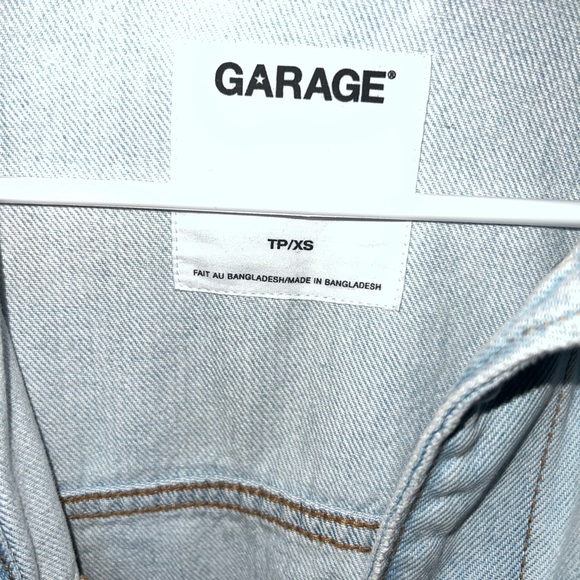 GARAGE®
TP/XS
FAIT AU BANGLADESH/MADE IN BANGLADESH